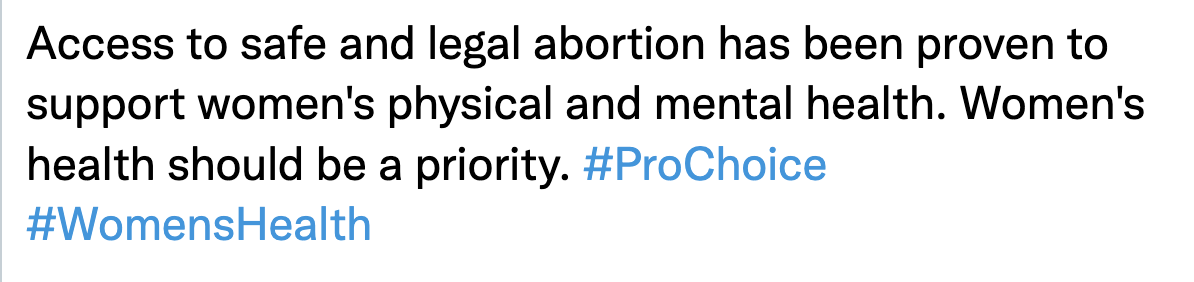 Access to safe and legal abortion has been proven to
support women's physical and mental health. Women's
health should be a priority. #ProChoice
#WomensHealth